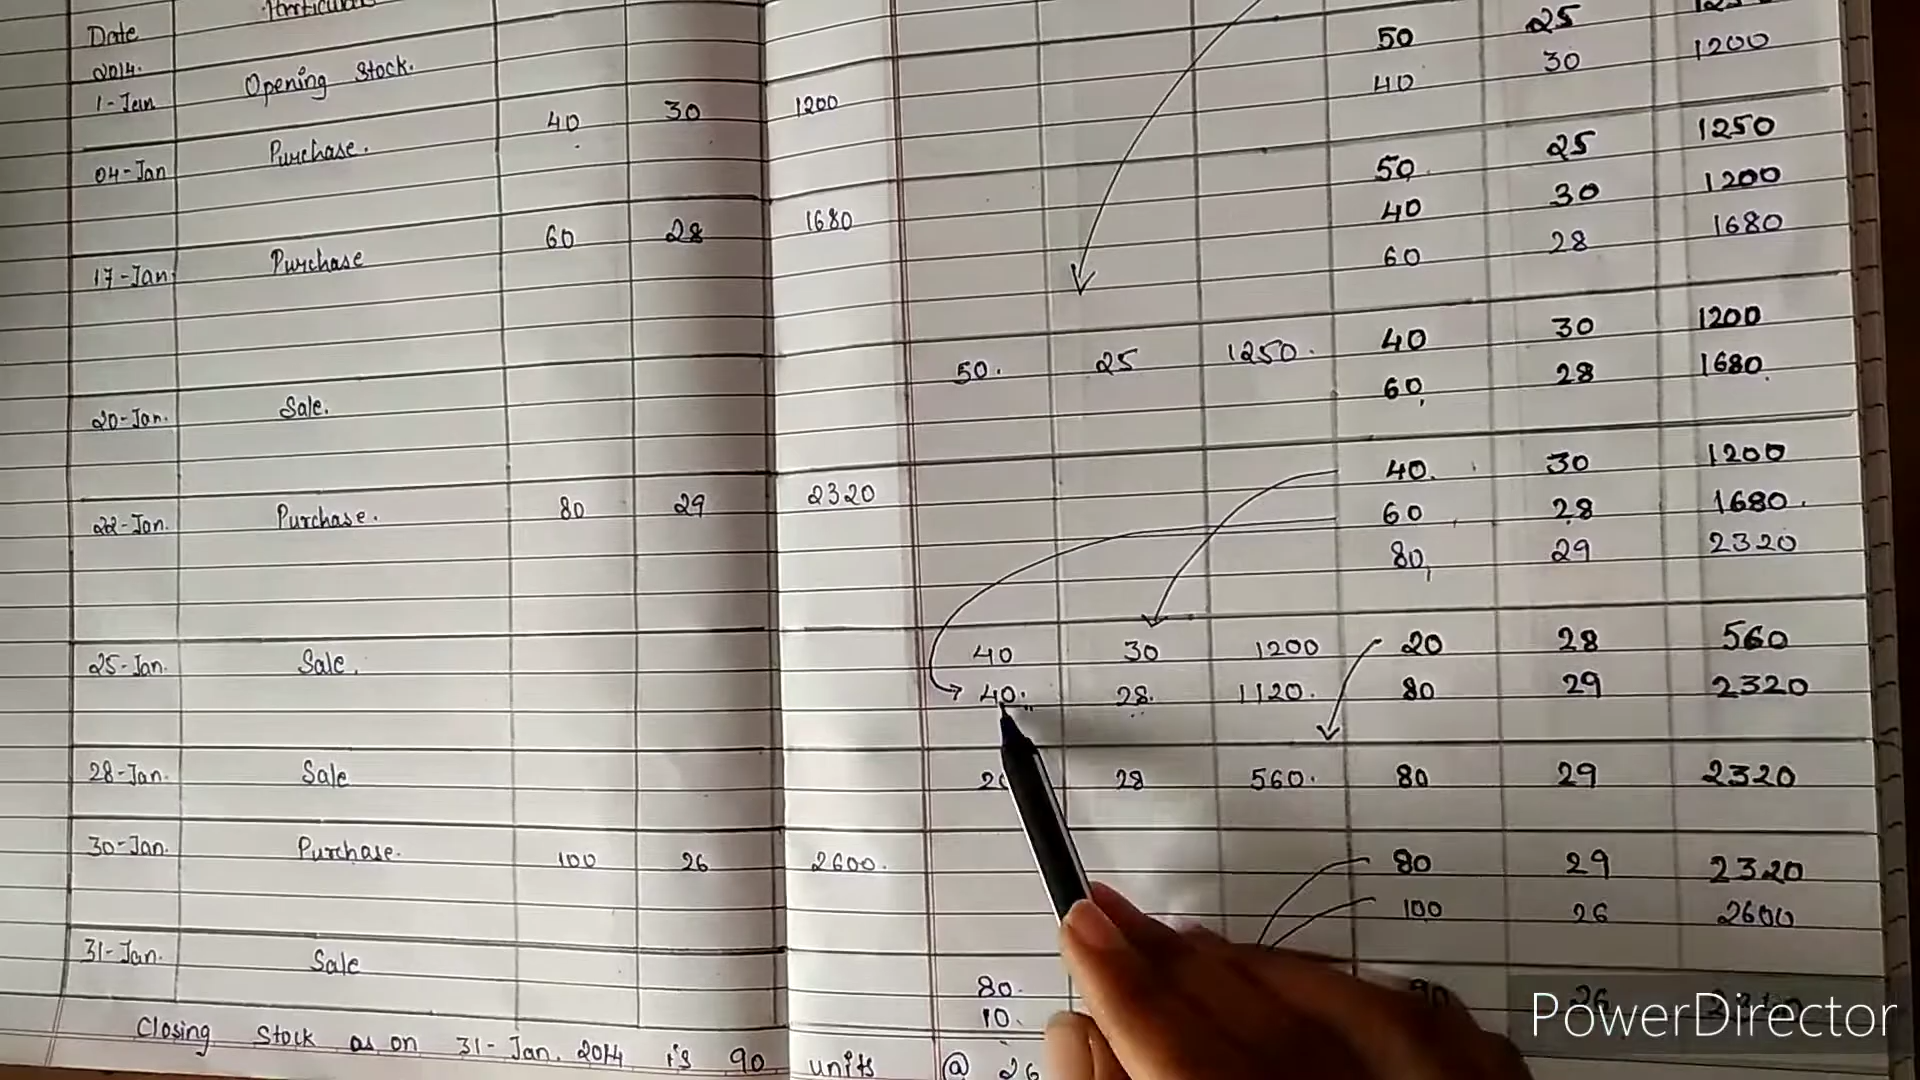 Particulars
Date
2014.
1-Jan Opening Stock. 50 25
40 30 1200
04-Jan Purchase. 40 30 1200
50 25 1250
40 30 1200
60 28 1680
17-Jan Purchase 60 28 1680
20-Jan. Sale. 50. 25 1250. 40 30 1200
60 28 1680
22-Jan. Purchase. 80 29 2320 40. 30 1200
60 28 1680.
80 29 2320
25-Jan. Sale. 40 30 1200 20 28 560
40. 28. 1120. 80 29 2320
28-Jan. Sale 28 560. 80 29 2320
30-Jan. Purchase. 100 26 2600. 80 29 2320
100 26 2600
31-Jan. Sale 80. 90 26
10.
Closing Stock as on 31-Jan. 2014 is 90 units @ 26
PowerDirector